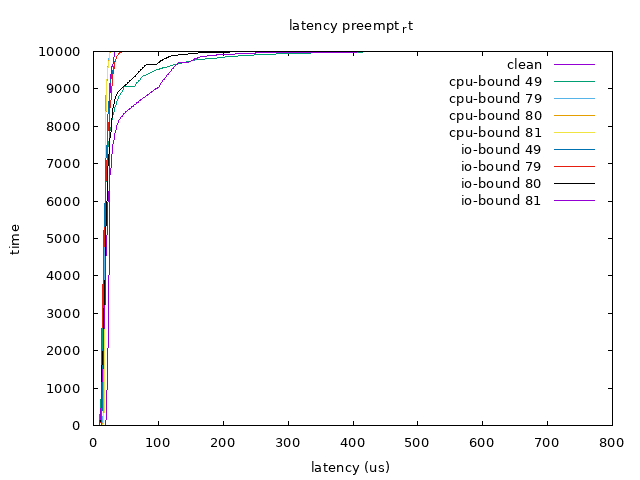 latency preempt_rt
10000
9000
8000
7000
6000
5000
4000
3000
2000
1000
0
time
clean
cpu-bound 49
cpu-bound 79
cpu-bound 80
cpu-bound 81
io-bound 49
io-bound 79
io-bound 80
io-bound 81
0 100 200 300 400 500 600 700 800
latency (us)